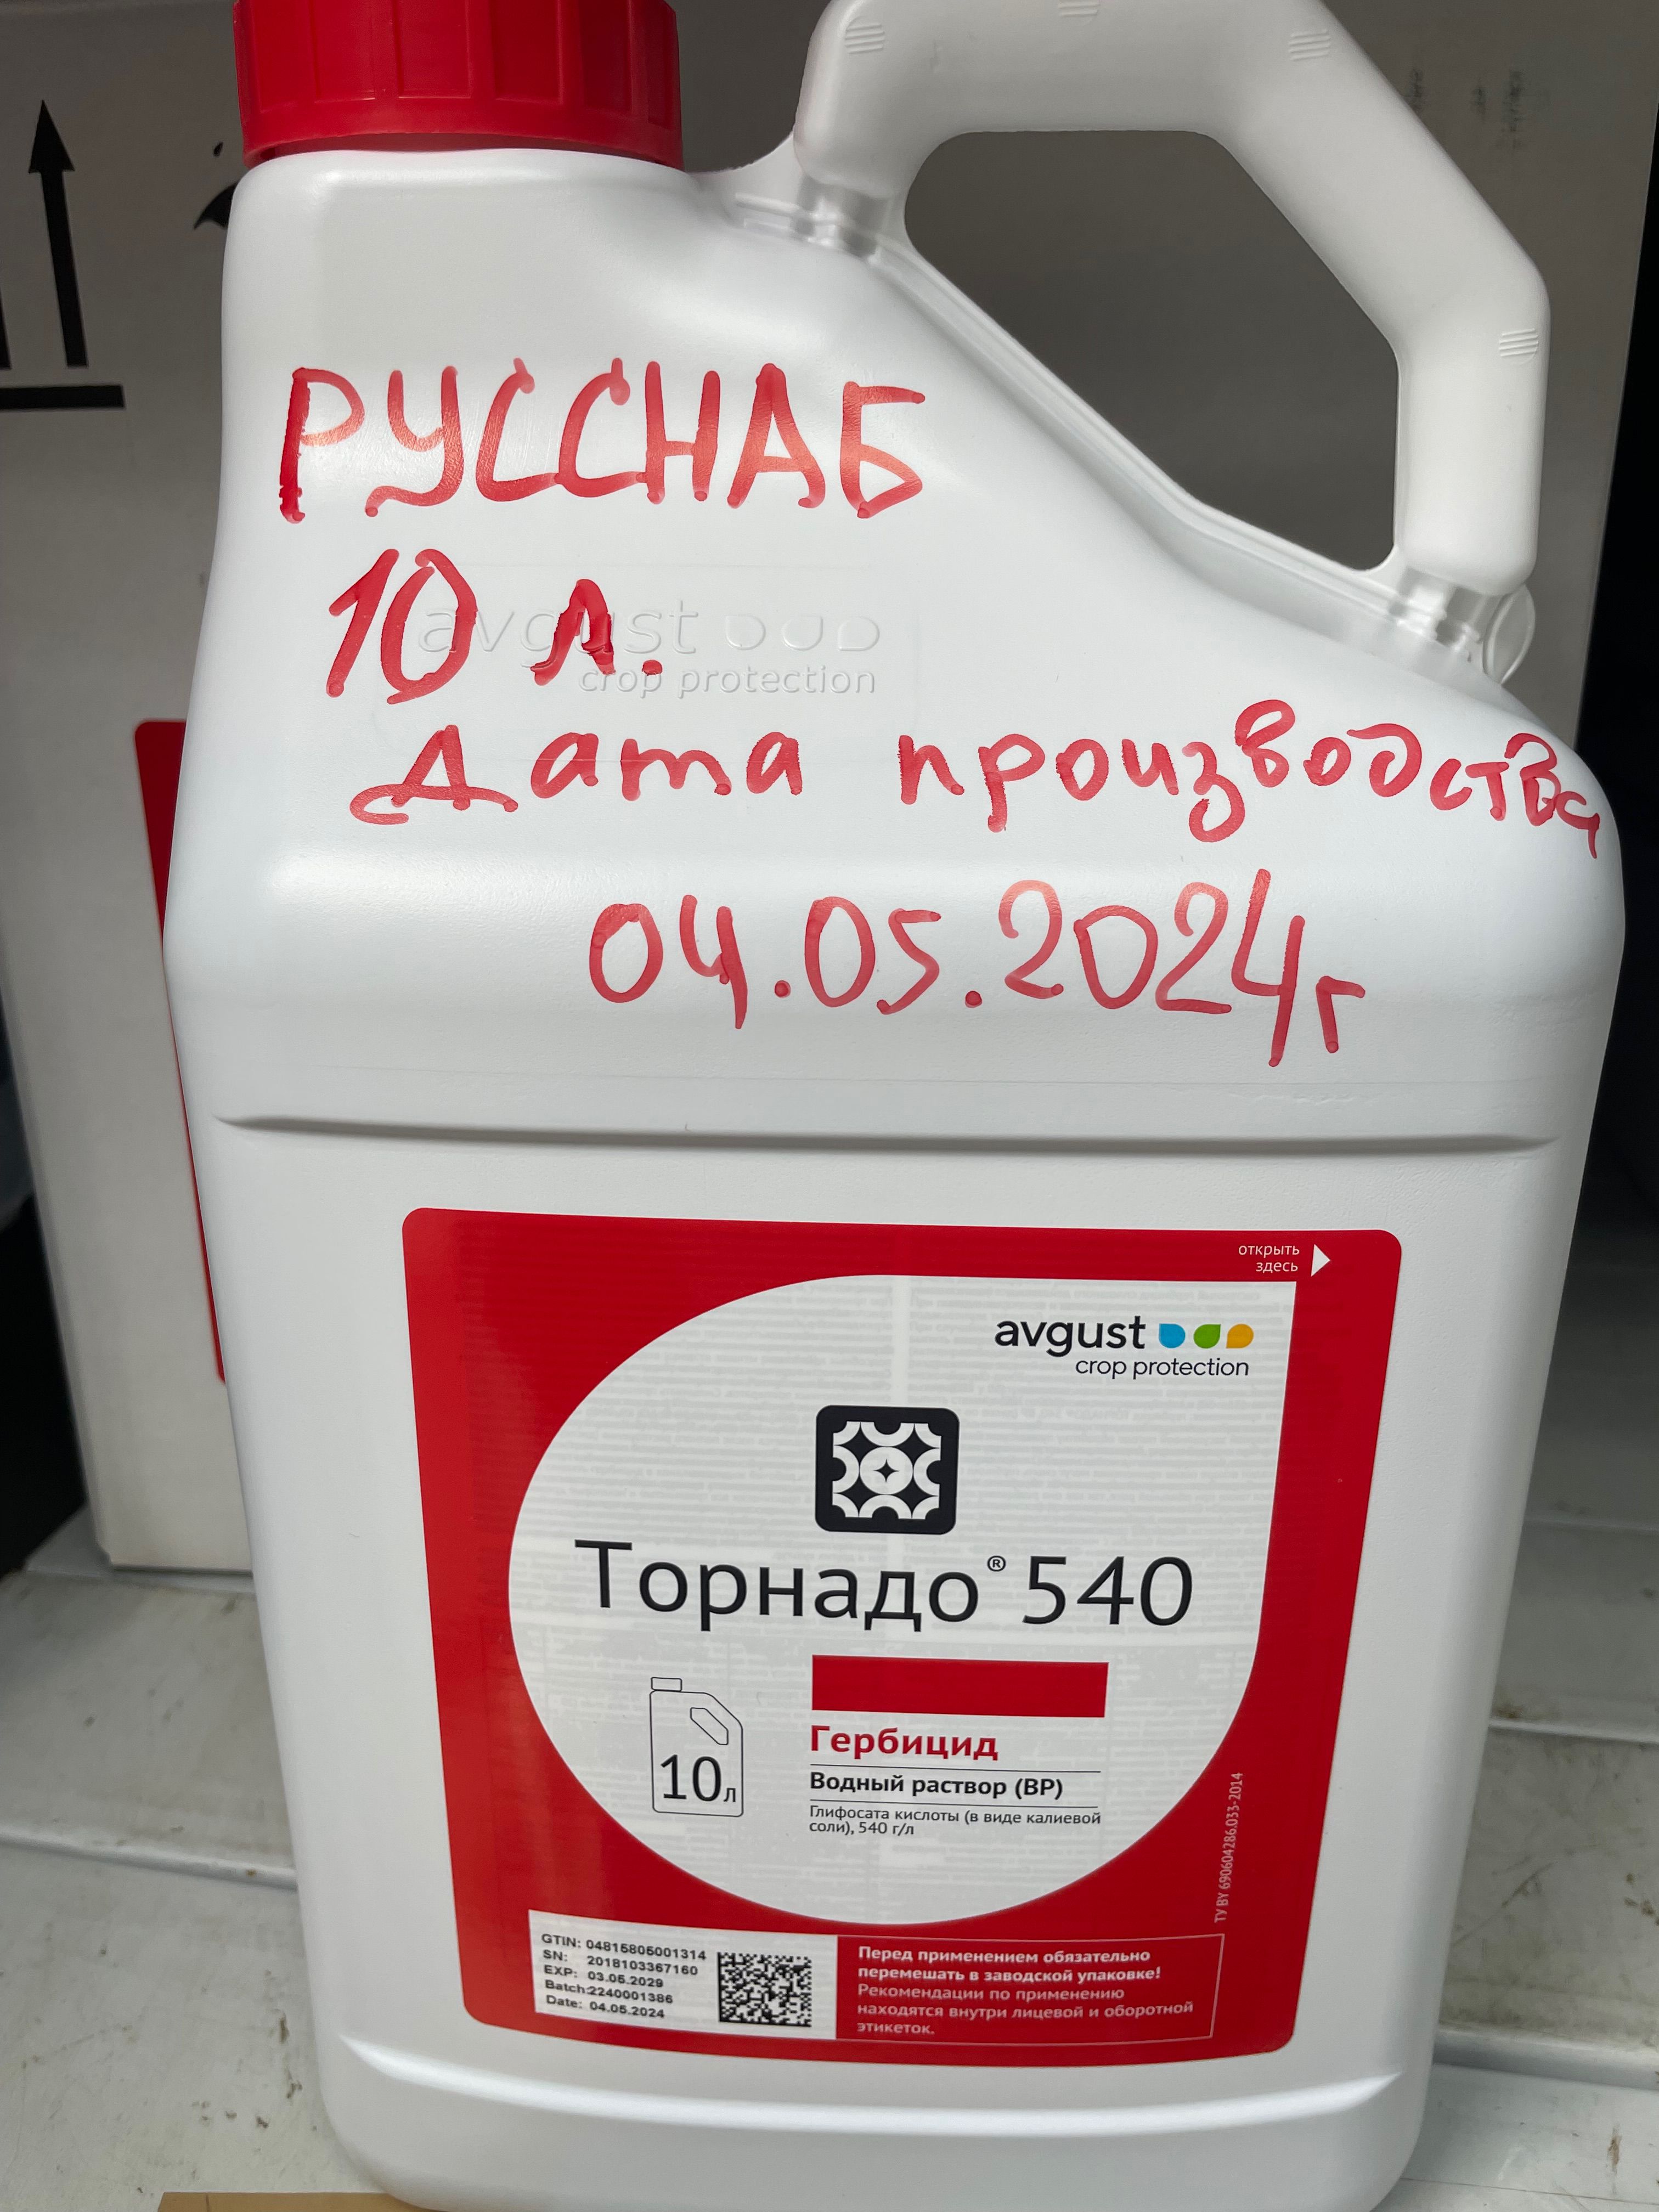 РУССНАБ
10 л.
avgust
crop protection
Дата производства
04.05.2024г
открыть
здесь
avgust
crop protection
Торнадо® 540
10л
Гербицид
Водный раствор (ВР)
Глифосата кислоты (в виде калиевой
соли), 540 г/л
ТУ BY 690604286.033-2014
GTIN: 04815805001314
SN: 2018103367160
EXP: 03.05.2029
Batch:2240001386
Date: 04.05.2024
Перед применением обязательно
перемешать в заводской упаковке!
Рекомендации по применению
находятся внутри лицевой и оборотной
этикеток.